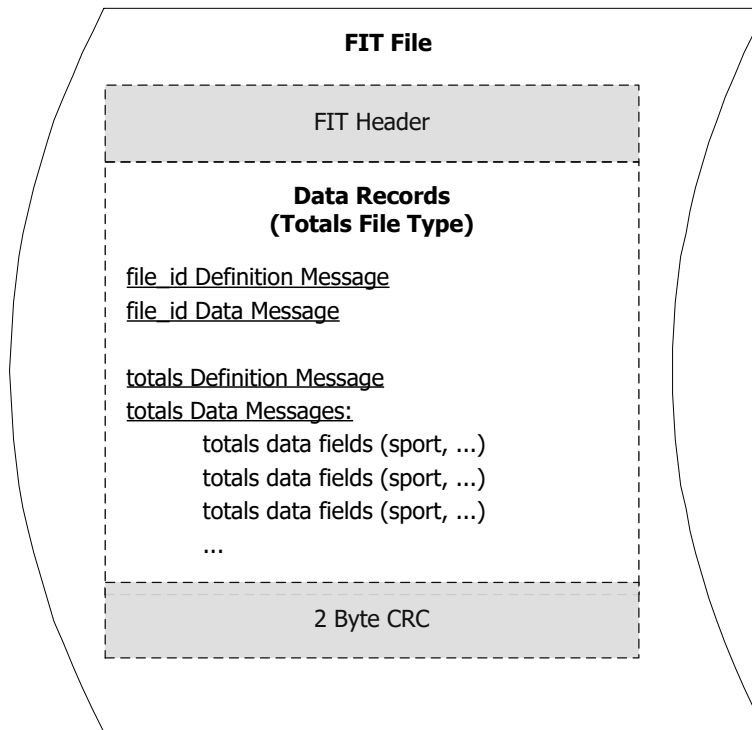 FIT File
FIT Header
Data Records
(Totals File Type)
file_id Definition Message
file_id Data Message
totals Definition Message
totals Data Messages:
totals data fields (sport, ...)
totals data fields (sport, ...)
totals data fields (sport, ...)
...
2 Byte CRC